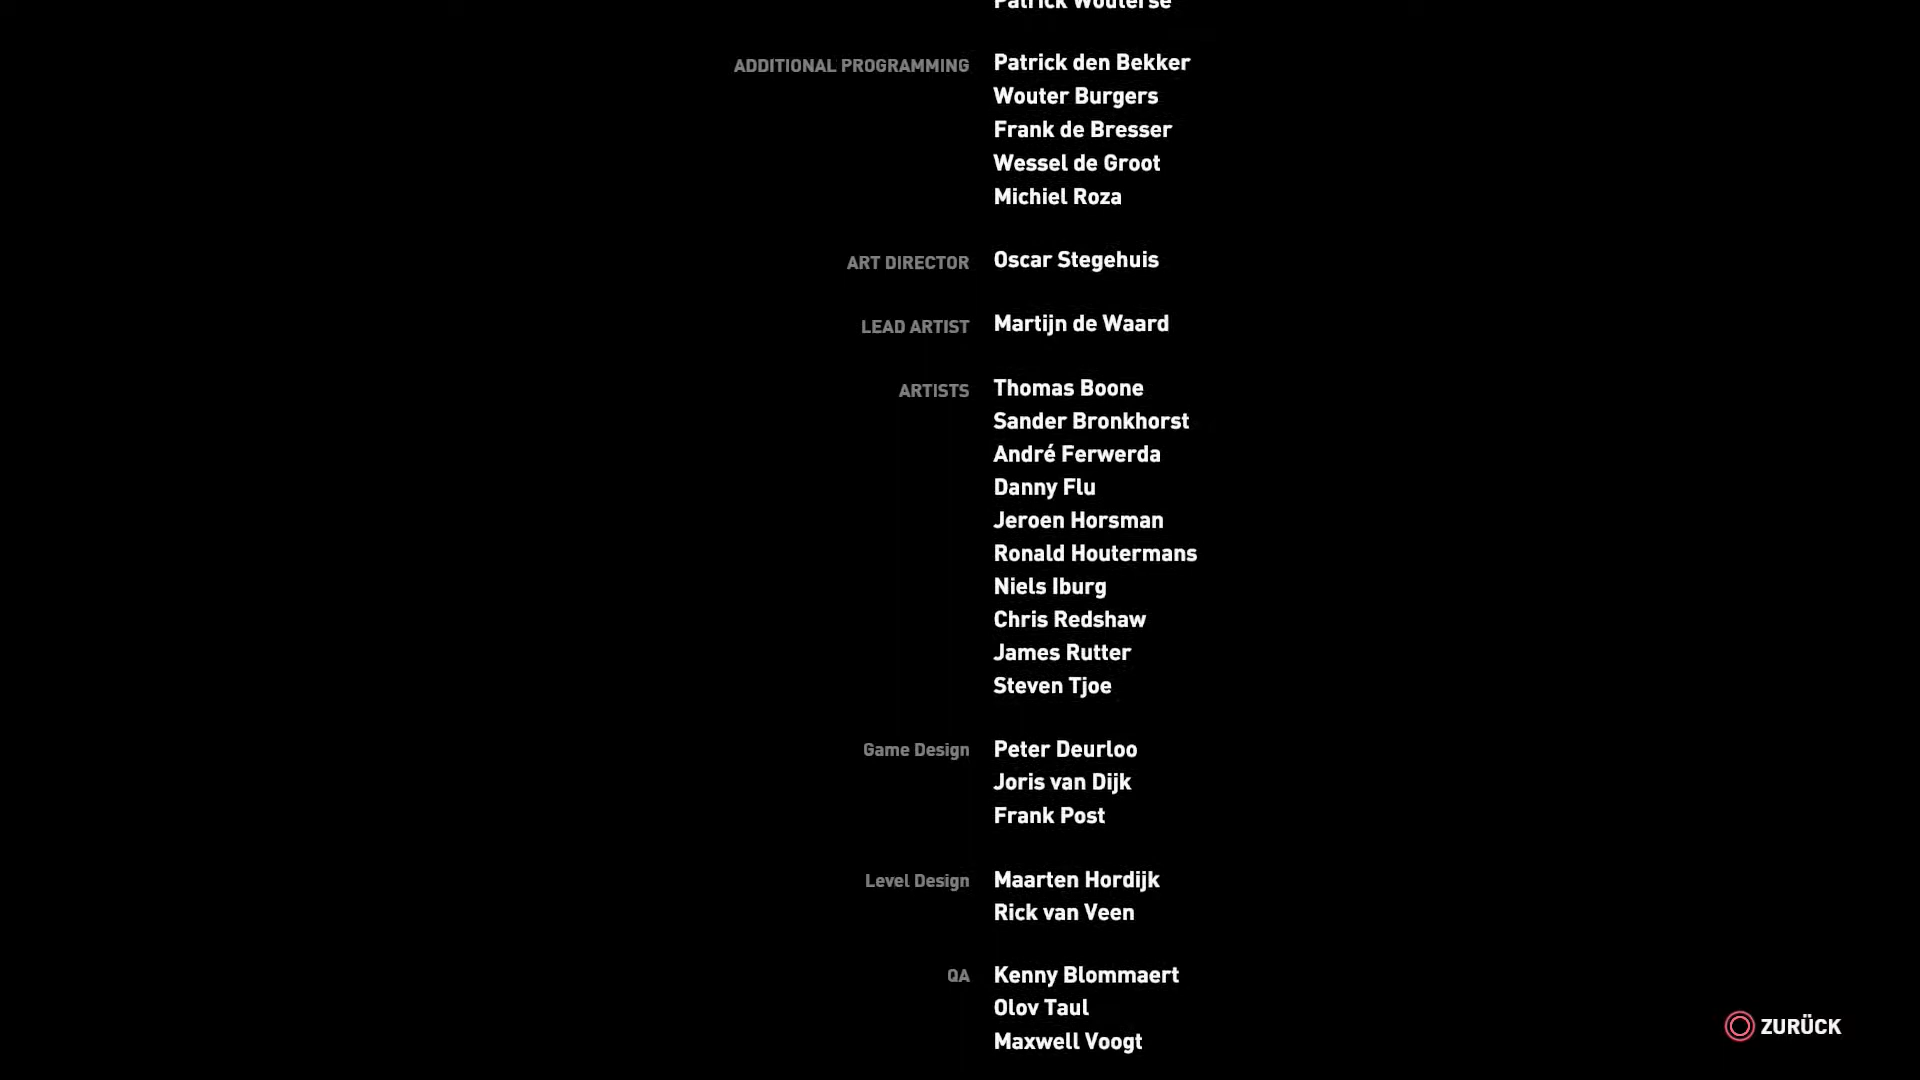 Patrick Wouterse
ADDITIONAL PROGRAMMING Patrick den Bekker
Wouter Burgers
Frank de Bresser
Wessel de Groot
Michiel Roza
ART DIRECTOR Oscar Stegehuis
LEAD ARTIST Martijn de Waard
ARTISTS Thomas Boone
Sander Bronkhorst
André Ferwerda
Danny Flu
Jeroen Horsman
Ronald Houtermans
Niels Iburg
Chris Redshaw
James Rutter
Steven Tjoe
Game Design Peter Deurloo
Joris van Dijk
Frank Post
Level Design Maarten Hordijk
Rick van Veen
QA Kenny Blommaert
Olov Taul
Maxwell Voogt
ZURÜCK